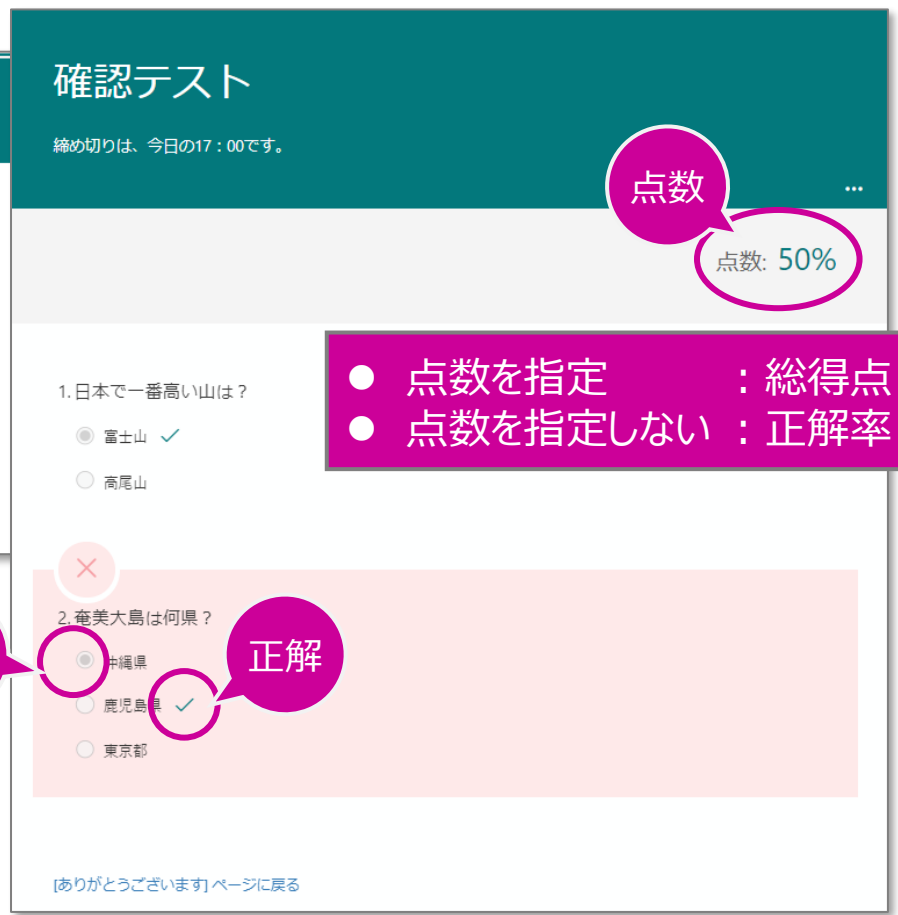 確認テスト
締め切りは、今日の17：00です。
点数
...
点数: 50%
● 点数を指定　　　：総得点
● 点数を指定しない：正解率
1.日本で一番高い山は？
富士山
高尾山
2.奄美大島は何県？
沖縄県
正解
鹿児島県
東京都
[ありがとうございます] ページに戻る